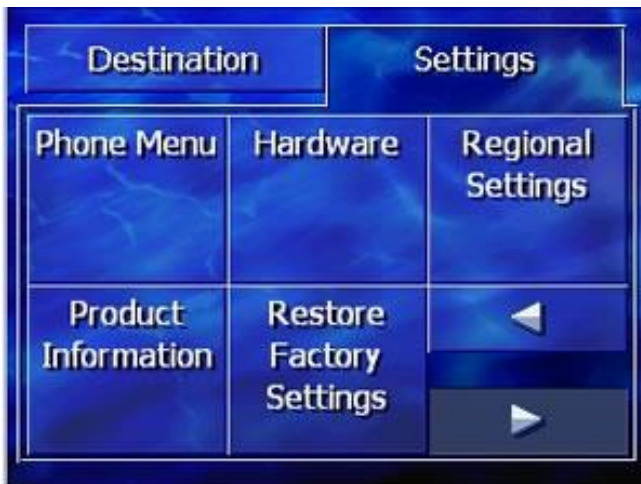 Destination
Settings
Phone Menu
Hardware
Regional
Settings
Product
Information
Restore
Factory
Settings